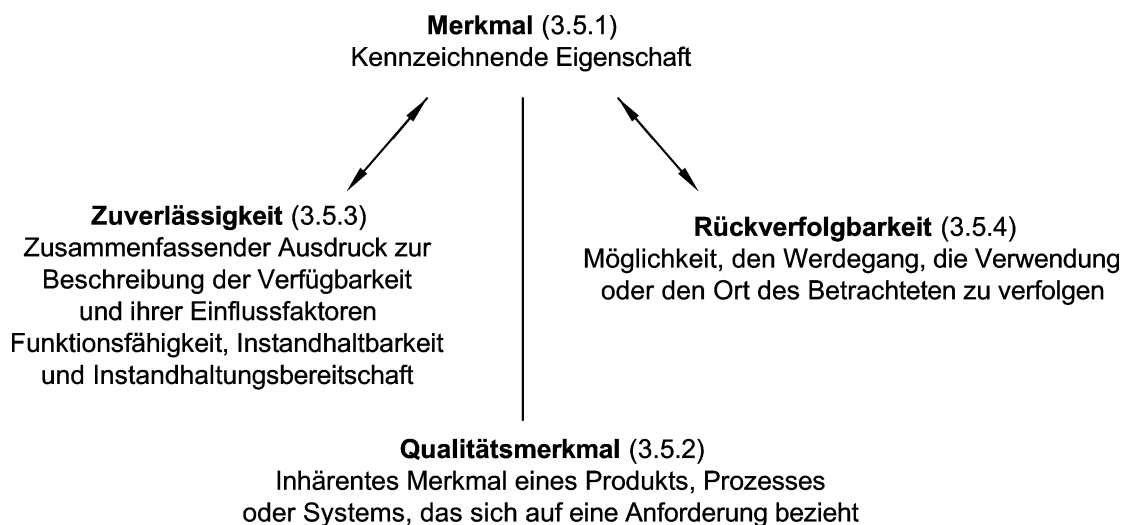 Merkmal (3.5.1)
Kennzeichnende Eigenschaft
Zuverlässigkeit (3.5.3)
Zusammenfassender Ausdruck zur
Beschreibung der Verfügbarkeit
und ihrer Einflussfaktoren
Funktionsfähigkeit, Instandhaltbarkeit
und Instandhaltungsbereitschaft
Rückverfolgbarkeit (3.5.4)
Möglichkeit, den Werdegang, die Verwendung
oder den Ort des Betrachteten zu verfolgen
Qualitätsmerkmal (3.5.2)
Inhärentes Merkmal eines Produkts, Prozesses
oder Systems, das sich auf eine Anforderung bezieht